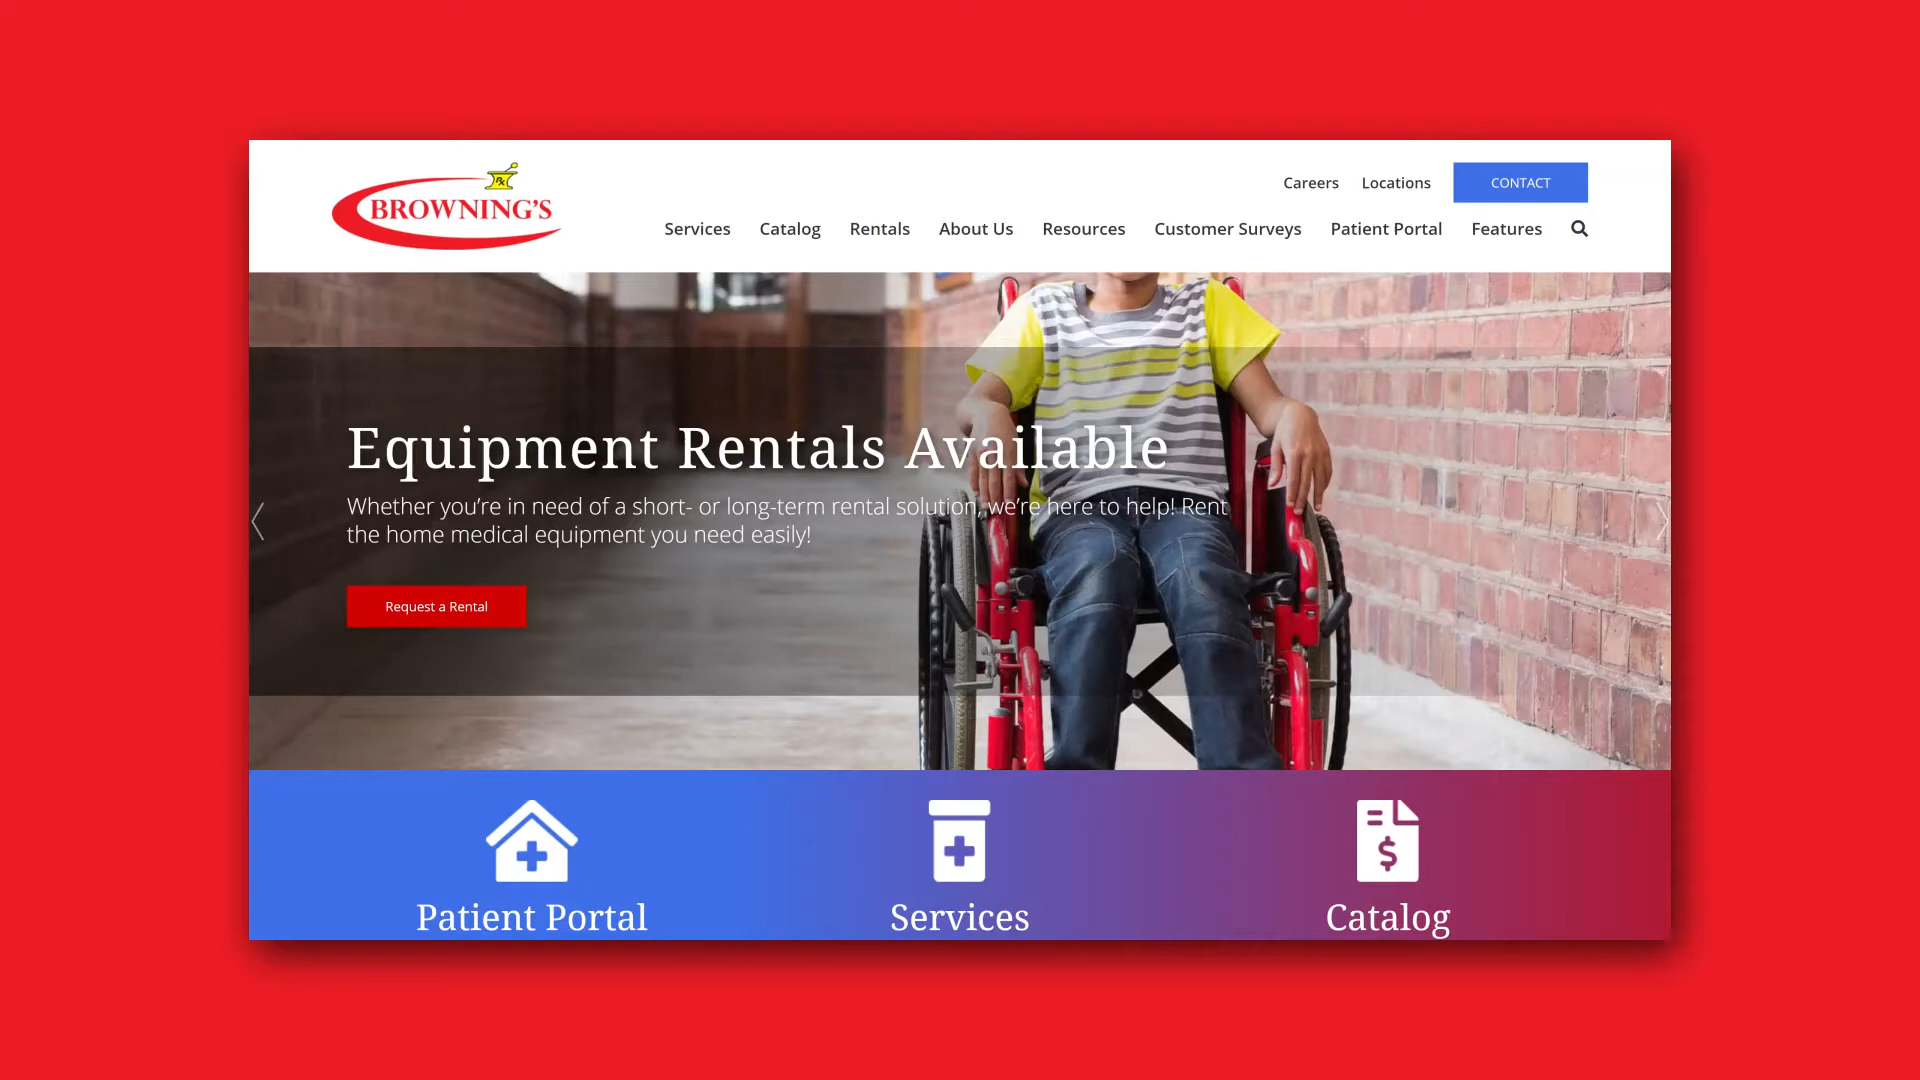 Careers Locations CONTACT
Rx
BROWNING'S
Services Catalog Rentals About Us Resources Customer Surveys Patient Portal Features
Equipment Rentals Available
Whether you’re in need of a short- or long-term rental solution, we’re here to help! Rent
the home medical equipment you need easily!
Request a Rental
Patient Portal Services Catalog